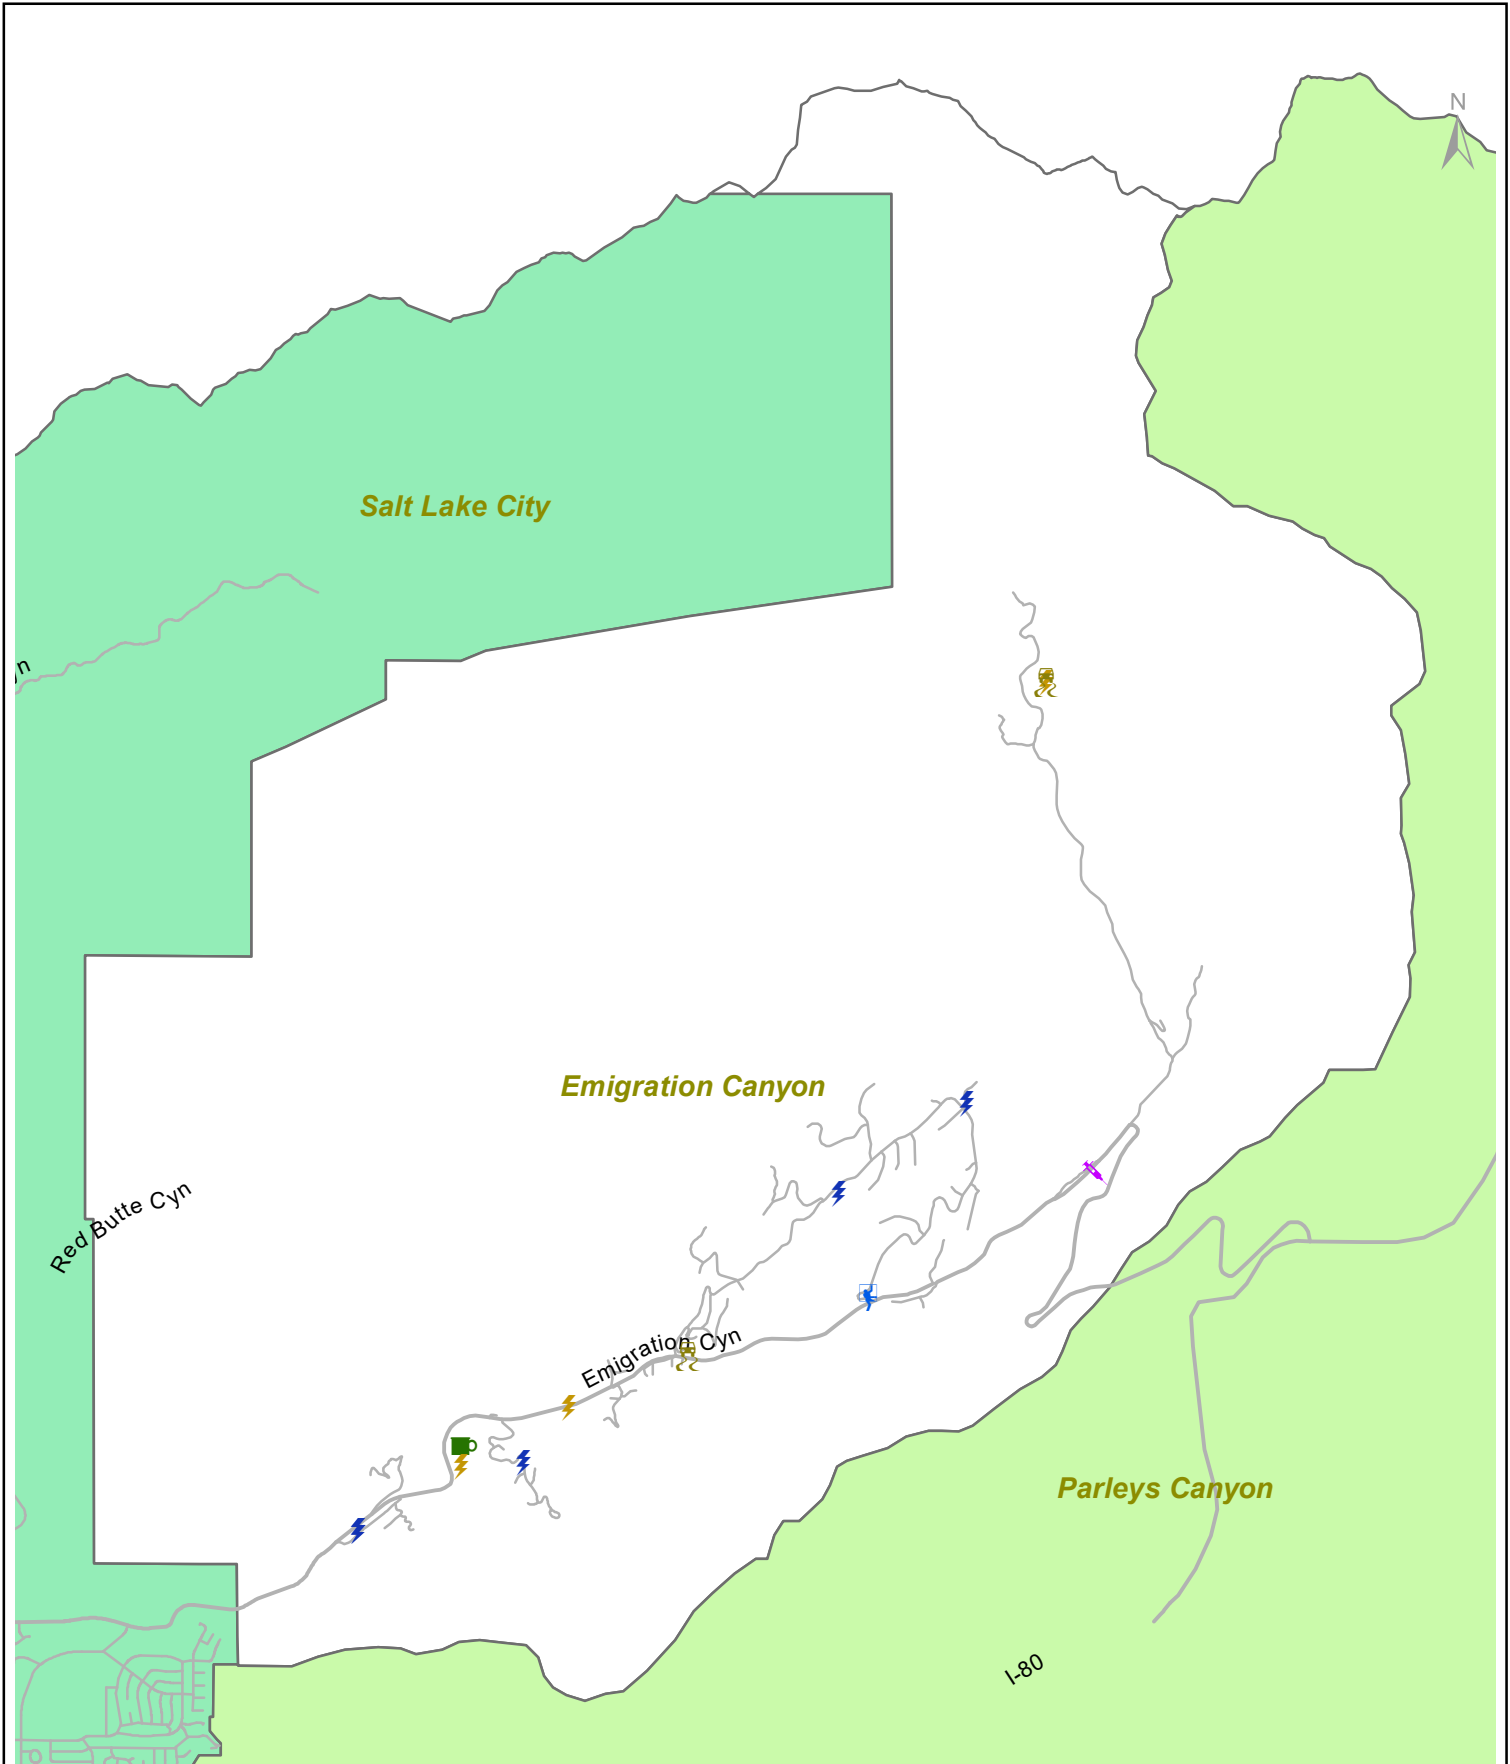 N
Salt Lake City
Emigration Canyon
Red Butte Cyn
Emigration Cyn
Parleys Canyon
I-80